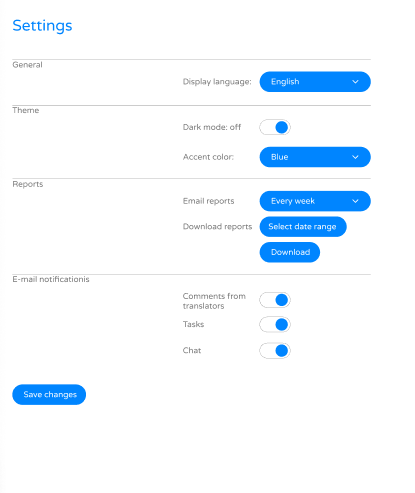 Settings
General
Display language: English
Theme
Dark mode: off
Accent color: Blue
Reports
Email reports Every week
Download reports Select date range
Download
E-mail notificationis
Comments from
translators
Tasks
Chat
Save changes